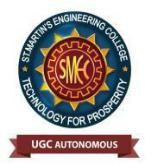 ST.MARTIN'S ENGINEERING COLLEGE
SMEC
TECHNOLOGY FOR PROSPERITY
UGC AUTONOMOUS